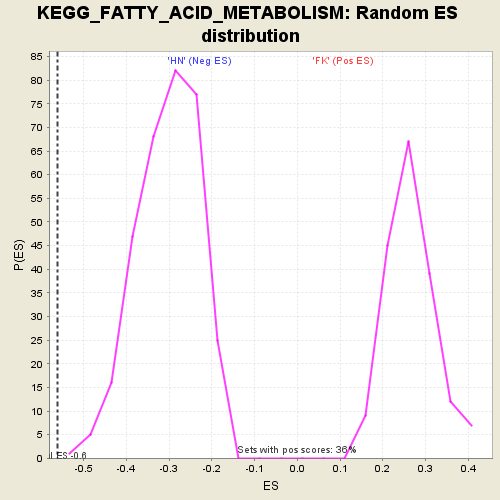 KEGG_FATTY_ACID_METABOLISM: Random ES
distribution
'HN' (Neg ES) 'FK' (Pos ES)
85
80
75
70
65
60
55
50
45
40
35
30
25
20
15
10
5
0
P(ES)
ES -0.6
Sets with pos scores: 36%
-0.5 -0.4 -0.3 -0.2 -0.1 0.0 0.1 0.2 0.3 0.4
ES